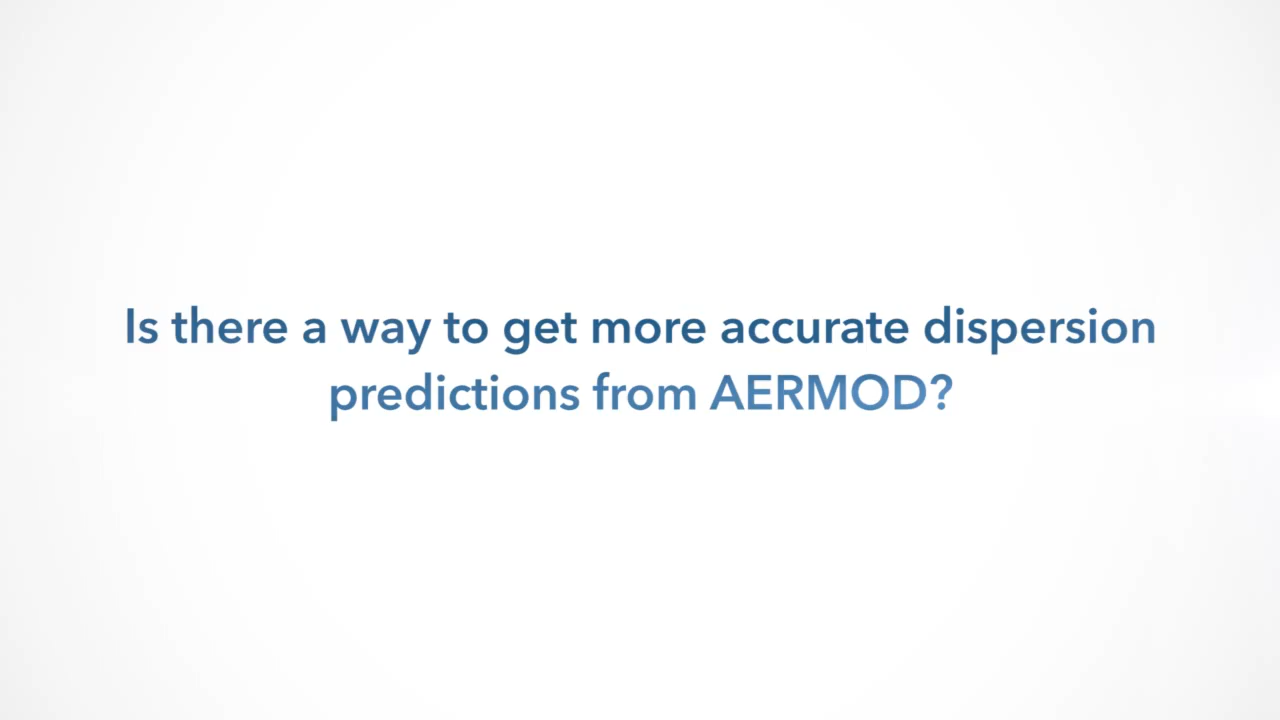 Is there a way to get more accurate dispersion
predictions from AERMOD?